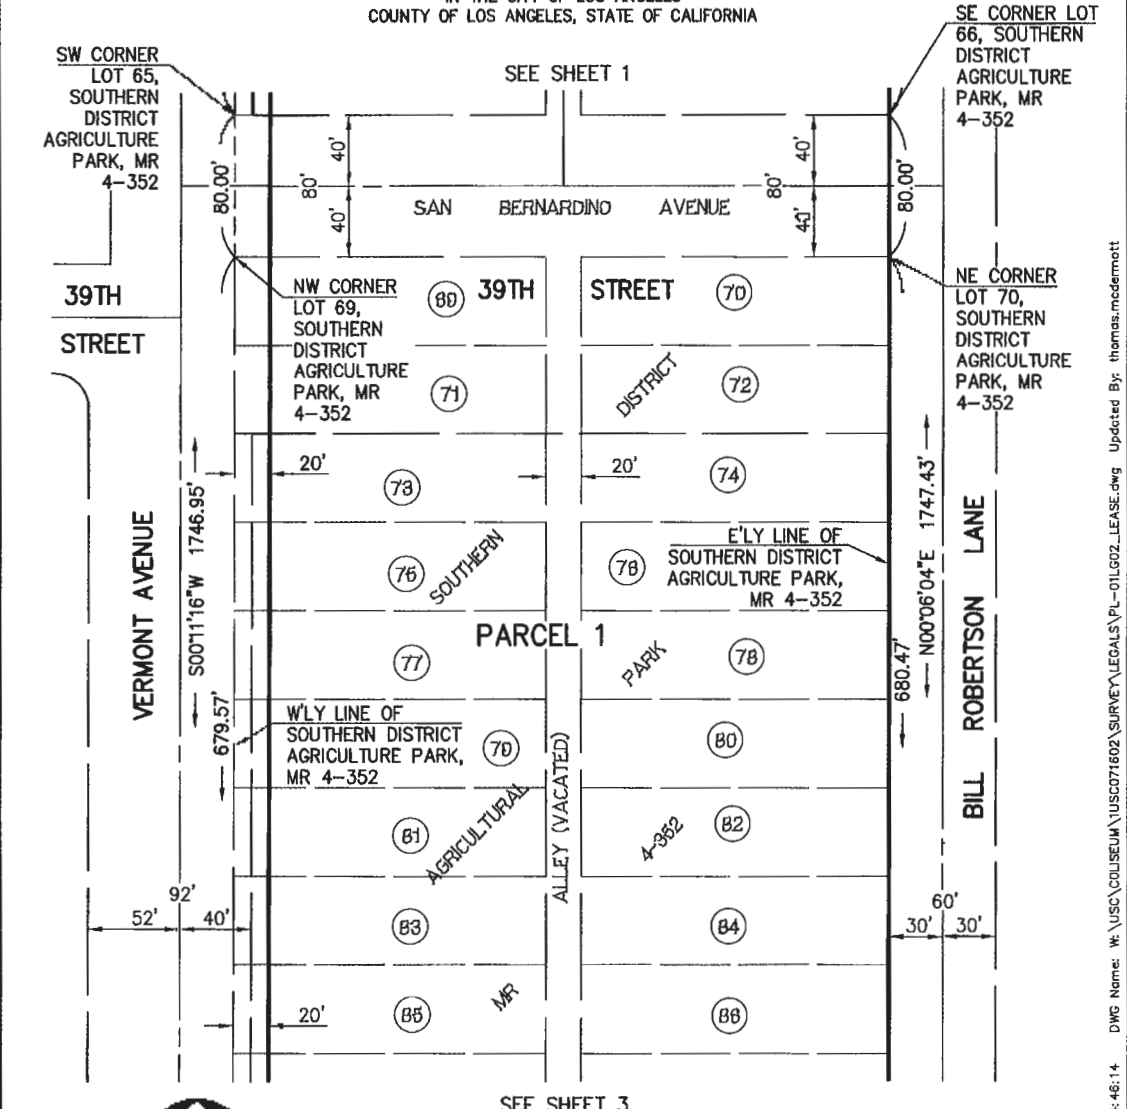 COUNTY OF LOS ANGELES, STATE OF CALIFORNIA
SEE SHEET 1
SW CORNER
LOT 65,
SOUTHERN
DISTRICT
AGRICULTURE
PARK, MR
4-352
SE CORNER LOT
66, SOUTHERN
DISTRICT
AGRICULTURE
PARK, MR
4-352
80.00'
80'
40'
40'
40'
40'
80'
80.00'
SAN BERNARDINO AVENUE
39TH
STREET
NW CORNER
LOT 69,
SOUTHERN
DISTRICT
AGRICULTURE
PARK, MR
4-352
39TH STREET
70
NE CORNER
LOT 70,
SOUTHERN
DISTRICT
AGRICULTURE
PARK, MR
4-352
71
DISTRICT
72
20'
73
20'
74
VERMONT AVENUE
S00°11'16"W 1746.95'
679.57'
SOUTHERN
E'LY LINE OF
SOUTHERN DISTRICT
AGRICULTURE PARK,
MR 4-352
N00°06'04"E 1747.43'
680.47'
BILL ROBERTSON LANE
PARCEL 1
77
PARK
78
W'LY LINE OF
SOUTHERN DISTRICT
AGRICULTURE PARK,
MR 4-352
80
ALLEY (VACATED)
81
AGRICULTURAL
4-352
82
92'
52'
40'
83
84
60'
30'
30'
20'
85
MR
86
SEE SHEET 3
46:14 DWG Name: W:\USC\COLISEUM\1USC071602\SURVEY\LEGALS\PL-01LG02_LEASE.dwg Updated By: thomas.mcdermott